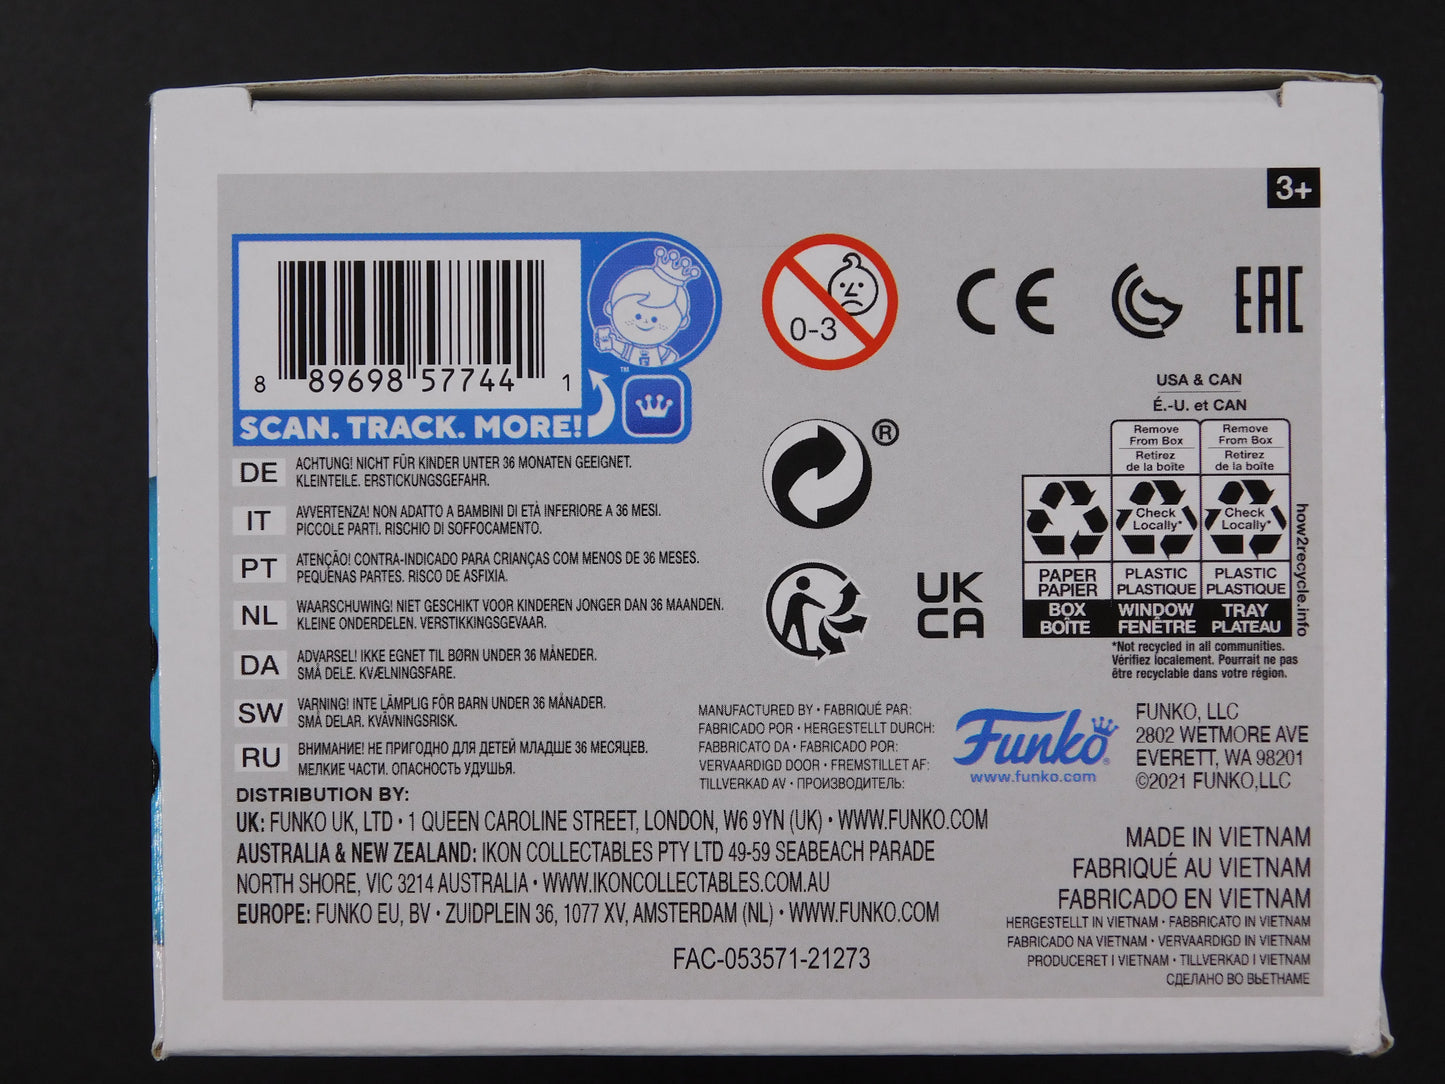 3+
8 89698 57744 1
SCAN. TRACK. MORE!
TM
0-3
CE
EAC
®
UK
CA
DE ACHTUNG! NICHT FÜR KINDER UNTER 36 MONATEN GEEIGNET.
KLEINTEILE. ERSTICKUNGSGEFAHR.
IT AVVERTENZA! NON ADATTO A BAMBINI DI ETÀ INFERIORE A 36 MESI.
PICCOLE PARTI. RISCHIO DI SOFFOCAMENTO.
PT ATENÇÃO! CONTRA-INDICADO PARA CRIANÇAS COM MENOS DE 36 MESES.
PEQUENAS PARTES. RISCO DE ASFIXIA.
NL WAARSCHUWING! NIET GESCHIKT VOOR KINDEREN JONGER DAN 36 MAANDEN.
KLEINE ONDERDELEN. VERSTIKKINGSGEVAAR.
DA ADVARSEL! IKKE EGNET TIL BØRN UNDER 36 MÅNEDER.
SMÅ DELE. KVÆLNINGSFARE.
SW VARNING! INTE LÄMPLIG FÖR BARN UNDER 36 MÅNADER.
SMÅ DELAR. KVÄVNINGSRISK.
RU ВНИМАНИЕ! НЕ ПРИГОДНО ДЛЯ ДЕТЕЙ МЛАДШЕ 36 МЕСЯЦЕВ.
МЕЛКИЕ ЧАСТИ. ОПАСНОСТЬ УДУШЬЯ.
USA & CAN
É.-U. et CAN
Remove From Box Retirez de la boîte
Remove From Box Retirez de la boîte
Check Locally* Check Locally*
PAPER PAPIER PLASTIC PLASTIQUE PLASTIC PLASTIQUE
BOX BOÎTE WINDOW FENÊTRE TRAY PLATEAU
how2recycle.info
*Not recycled in all communities.
Vérifiez localement. Pourrait ne pas
être recyclable dans votre région.
MANUFACTURED BY • FABRIQUÉ PAR:
FABRICADO POR • HERGESTELLT DURCH:
FABBRICATO DA • FABRICADO POR:
VERVAARDIGD DOOR • FREMSTILLET AF:
TILLVERKAD AV • ПРОИЗВОДИТЕЛЬ:
Funko®
www.funko.com
FUNKO, LLC
2802 WETMORE AVE
EVERETT, WA 98201
©2021 FUNKO,LLC
DISTRIBUTION BY:
UK: FUNKO UK, LTD • 1 QUEEN CAROLINE STREET, LONDON, W6 9YN (UK) • WWW.FUNKO.COM
AUSTRALIA & NEW ZEALAND: IKON COLLECTABLES PTY LTD 49-59 SEABEACH PARADE
NORTH SHORE, VIC 3214 AUSTRALIA • WWW.IKONCOLLECTABLES.COM.AU
EUROPE: FUNKO EU, BV • ZUIDPLEIN 36, 1077 XV, AMSTERDAM (NL) • WWW.FUNKO.COM
FAC-053571-21273
MADE IN VIETNAM
FABRIQUÉ AU VIETNAM
FABRICADO EN VIETNAM
HERGESTELLT IN VIETNAM • FABBRICATO IN VIETNAM
FABRICADO NA VIETNAM • VERVAARDIGD IN VIETNAM
PRODUCERET I VIETNAM • TILLVERKAD I VIETNAM
СДЕЛАНО ВО ВЬЕТНАМЕ